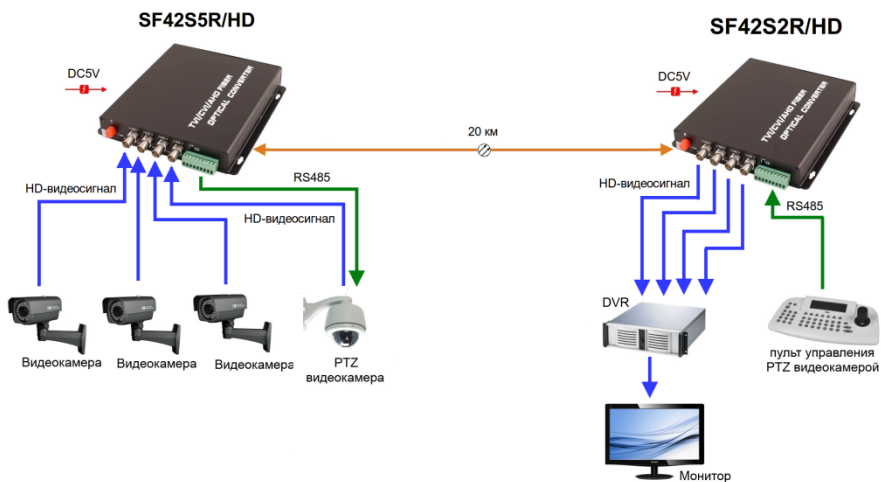 SF42S5R/HD
SF42S2R/HD
DC5V
TVI/CVI/AHD FIBER
OPTICAL CONVERTER
20 км
DC5V
TVI/CVI/AHD FIBER
OPTICAL CONVERTER
HD-видеосигнал
RS485
HD-видеосигнал
HD-видеосигнал
RS485
DVR
Видеокамера
Видеокамера
Видеокамера
PTZ
видеокамера
пульт управления
PTZ видеокамерой
Монитор